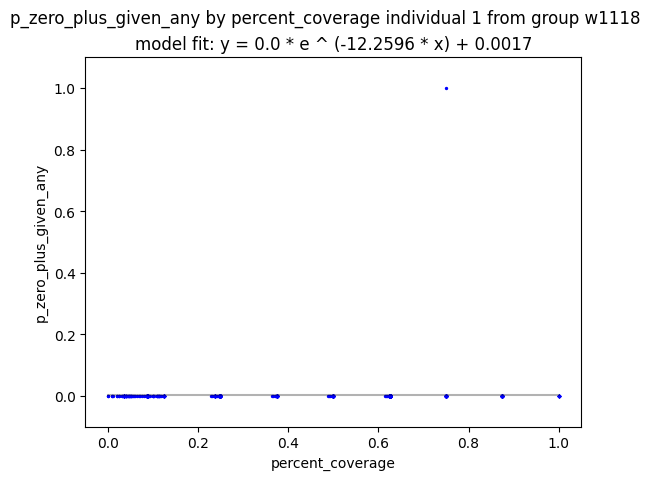 p_zero_plus_given_any by percent_coverage individual 1 from group w1118
model fit: y = 0.0 * e ^ (-12.2596 * x) + 0.0017
p_zero_plus_given_any
1.0
0.8
0.6
0.4
0.2
0.0
0.0 0.2 0.4 0.6 0.8 1.0
percent_coverage